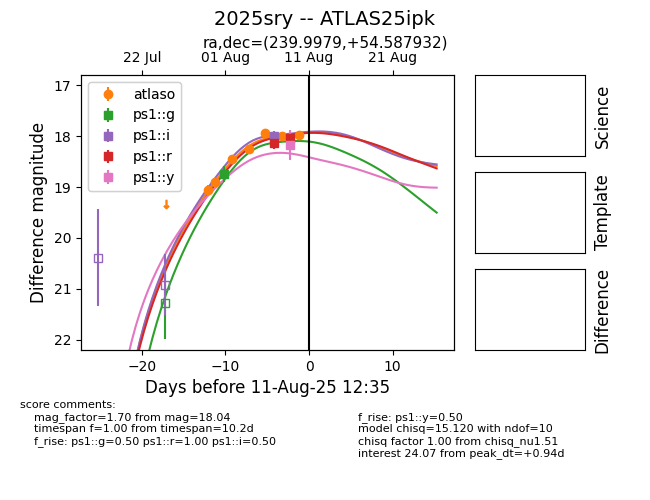 2025sry -- ATLAS25ipk
ra,dec=(239.9979,+54.587932)
22 Jul 01 Aug 11 Aug 21 Aug
atlaso
ps1::g
ps1::i
ps1::r
ps1::y
17
18
19
20
21
22
Difference magnitude
−20 −10 0 10
Days before 11-Aug-25 12:35
Science
Template
Difference
score comments:
mag_factor=1.70 from mag=18.04
timespan f=1.00 from timespan=10.2d
f_rise: ps1::g=0.50 ps1::r=1.00 ps1::i=0.50
f_rise: ps1::y=0.50
model chisq=15.120 with ndof=10
chisq factor 1.00 from chisq_nu1.51
interest 24.07 from peak_dt=+0.94d